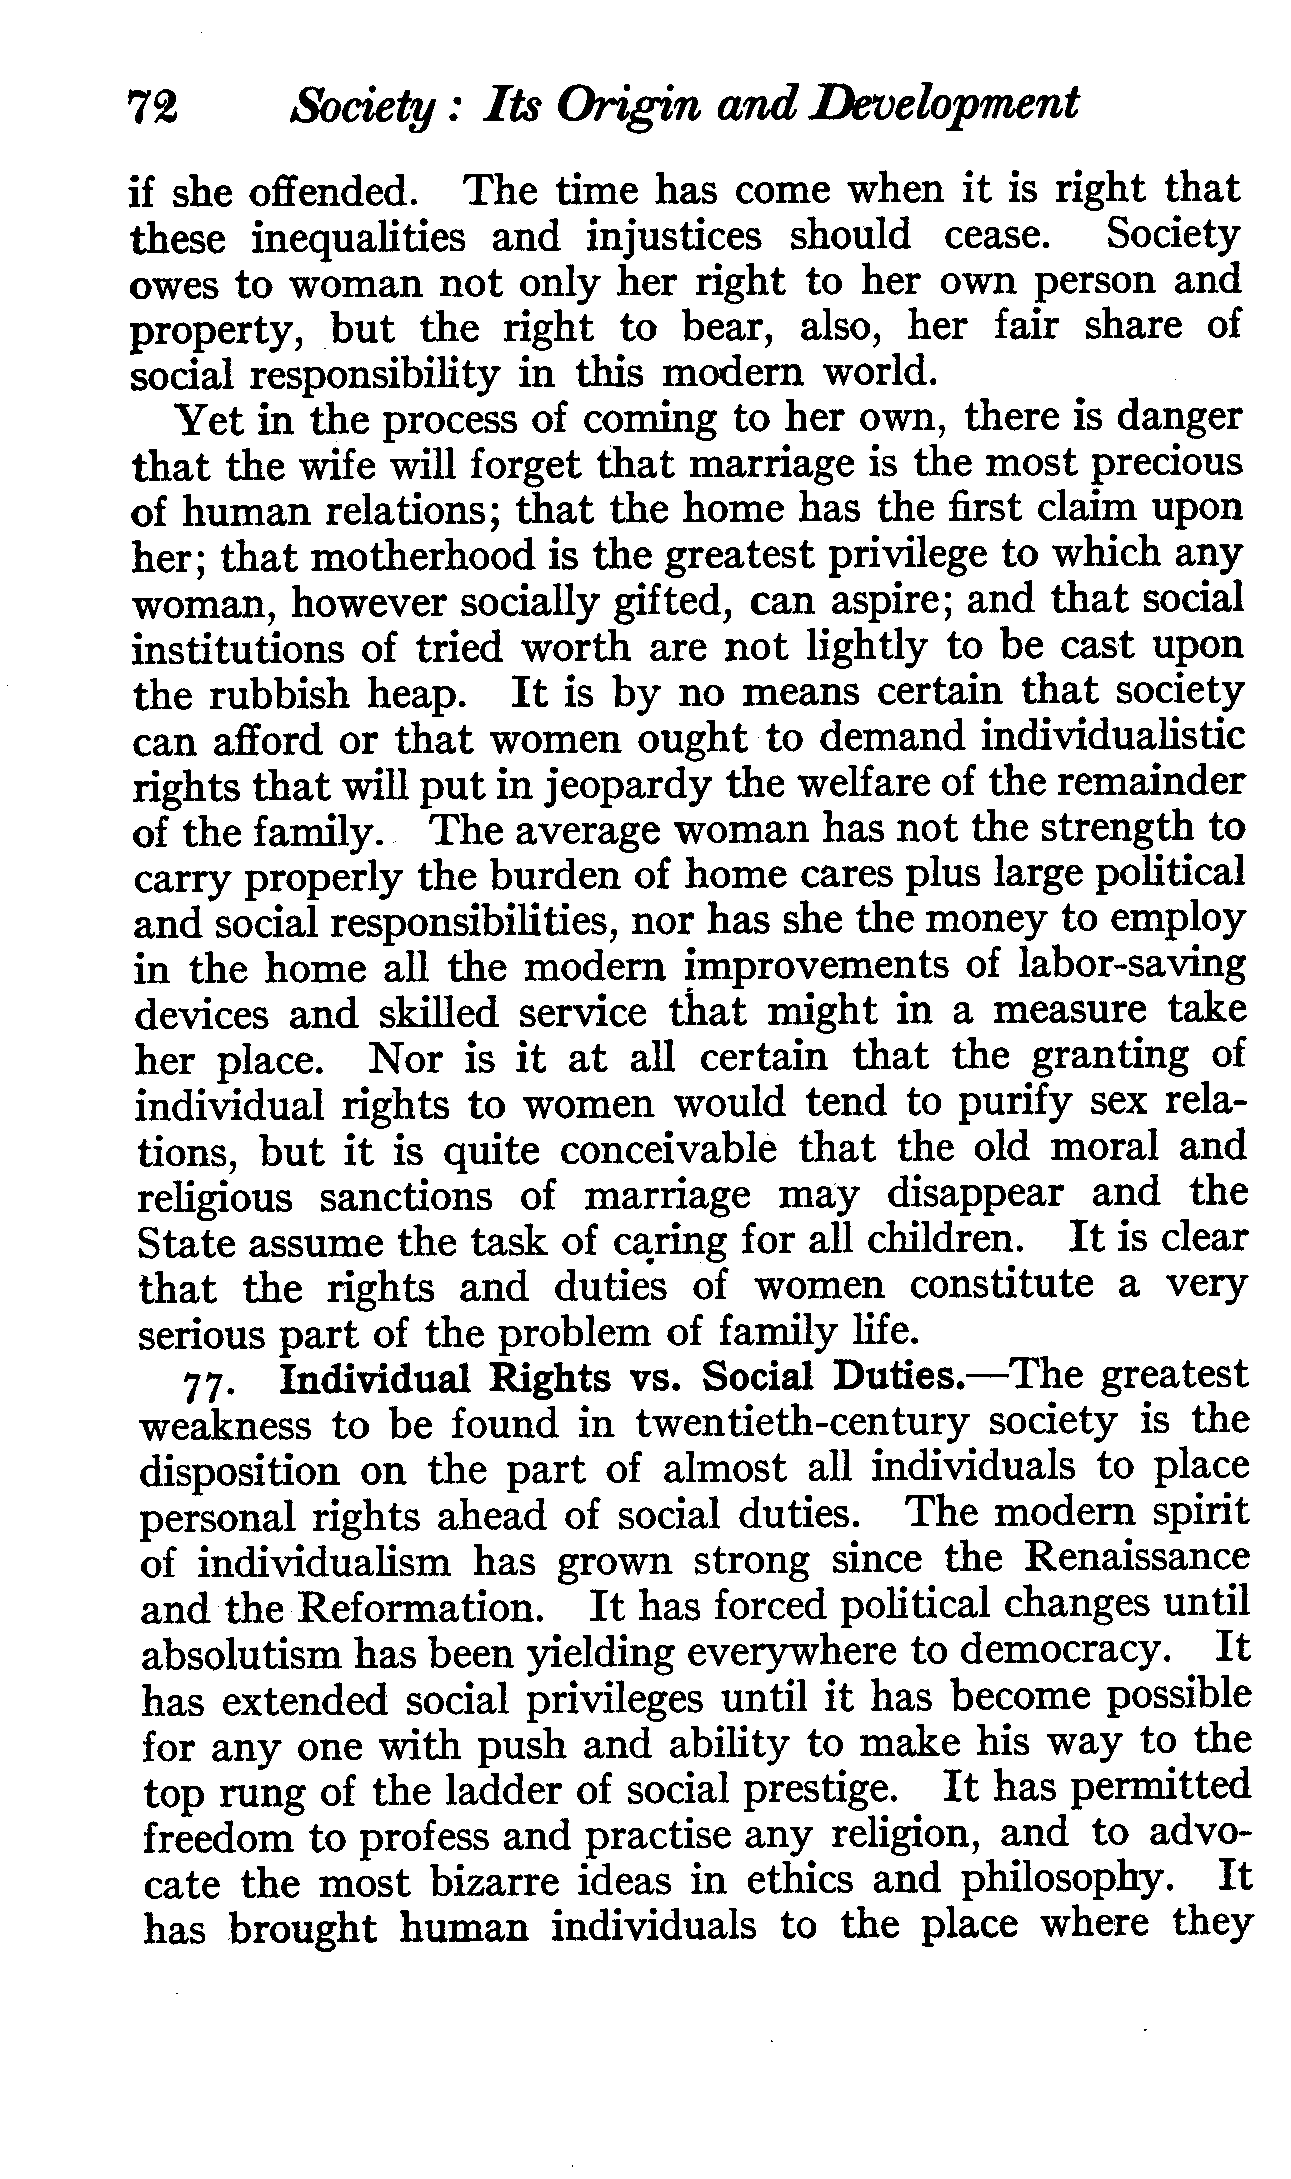 72 Society : Its Origin and Development
if she offended. The time has come when it is right that
these inequalities and injustices should cease. Society
owes to woman not only her right to her own person and
property, but the right to bear, also, her fair share of
social responsibility in this modern world.
Yet in the process of coming to her own, there is danger
that the wife will forget that marriage is the most precious
of human relations; that the home has the first claim upon
her; that motherhood is the greatest privilege to which any
woman, however socially gifted, can aspire; and that social
institutions of tried worth are not lightly to be cast upon
the rubbish heap. It is by no means certain that society
can afford or that women ought to demand individualistic
rights that will put in jeopardy the welfare of the remainder
of the family. The average woman has not the strength to
carry properly the burden of home cares plus large political
and social responsibilities, nor has she the money to employ
in the home all the modern improvements of labor-saving
devices and skilled service that might in a measure take
her place. Nor is it at all certain that the granting of
individual rights to women would tend to purify sex rela-
tions, but it is quite conceivable that the old moral and
religious sanctions of marriage may disappear and the
State assume the task of caring for all children. It is clear
that the rights and duties of women constitute a very
serious part of the problem of family life.
77. Individual Rights vs. Social Duties.—The greatest
weakness to be found in twentieth-century society is the
disposition on the part of almost all individuals to place
personal rights ahead of social duties. The modern spirit
of individualism has grown strong since the Renaissance
and the Reformation. It has forced political changes until
absolutism has been yielding everywhere to democracy. It
has extended social privileges until it has become possible
for any one with push and ability to make his way to the
top rung of the ladder of social prestige. It has permitted
freedom to profess and practise any religion, and to advo-
cate the most bizarre ideas in ethics and philosophy. It
has brought human individuals to the place where they